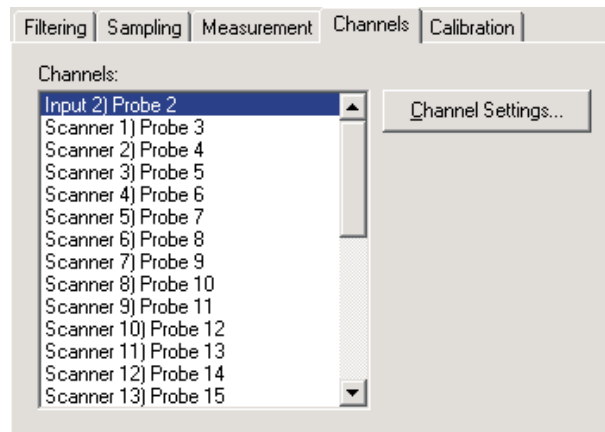 Filtering Sampling Measurement Channels Calibration
Channels:
Input 2) Probe 2
Channel Settings...
Scanner 1) Probe 3
Scanner 2) Probe 4
Scanner 3) Probe 5
Scanner 4) Probe 6
Scanner 5) Probe 7
Scanner 6) Probe 8
Scanner 7) Probe 9
Scanner 8) Probe 10
Scanner 9) Probe 11
Scanner 10) Probe 12
Scanner 11) Probe 13
Scanner 12) Probe 14
Scanner 13) Probe 15